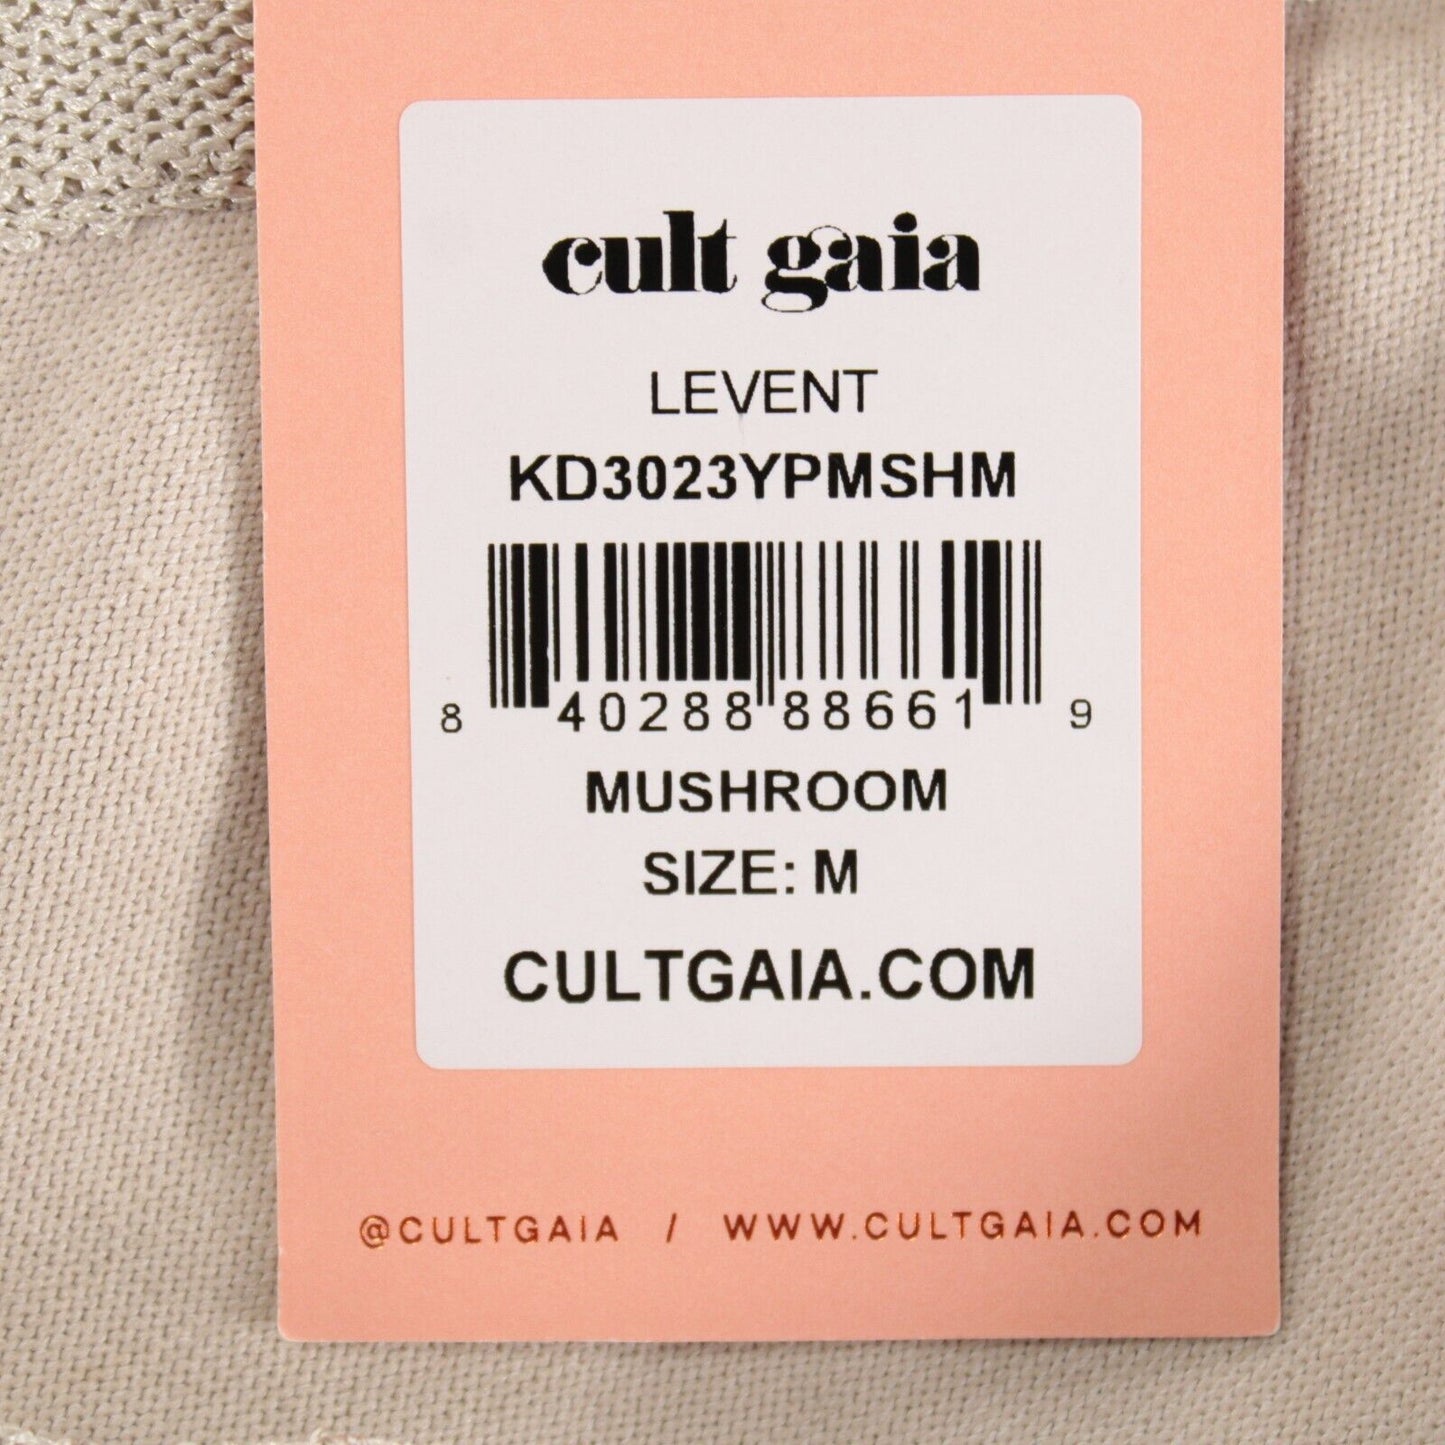 cult gaia
LEVENT
KD3023YPMSHM
8 40288 88661 9
MUSHROOM
SIZE: M
CULTGAIA.COM
@CULTGAIA / WWW.CULTGAIA.COM